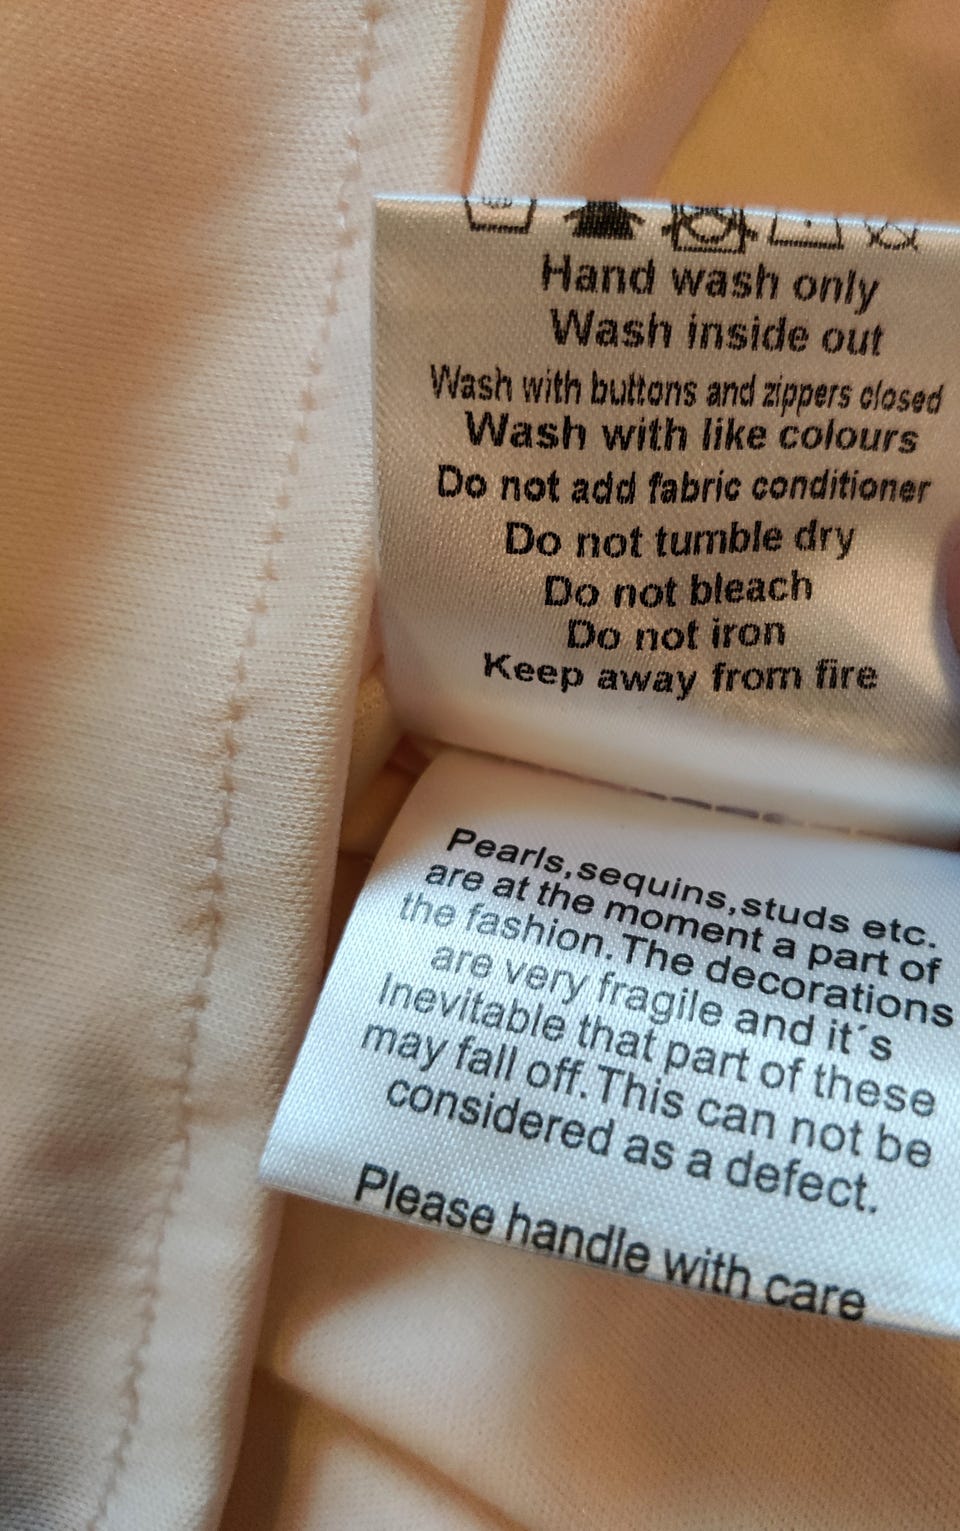 Hand wash only
Wash inside out
Wash with buttons and zippers closed
Wash with like colours
Do not add fabric conditioner
Do not tumble dry
Do not bleach
Do not iron
Keep away from fire
Pearls,sequins,studs etc.
are at the moment a part of
the fashion.The decorations
are very fragile and it´s
Inevitable that part of these
may fall off.This can not be
considered as a defect.
Please handle with care